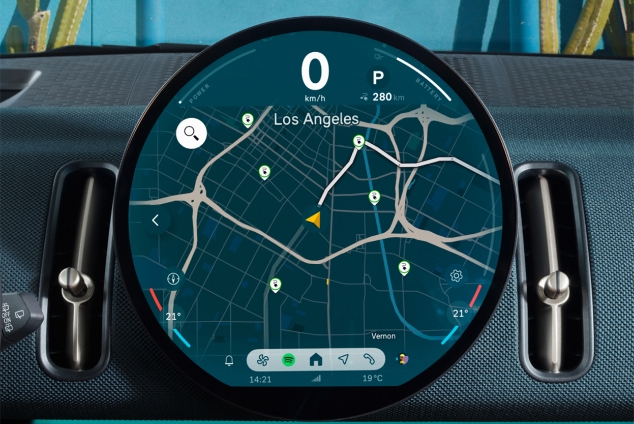 0
km/h
P
280 km
POWER
BATTERY
Los Angeles
21°
21°
Vernon
14:21
19°C